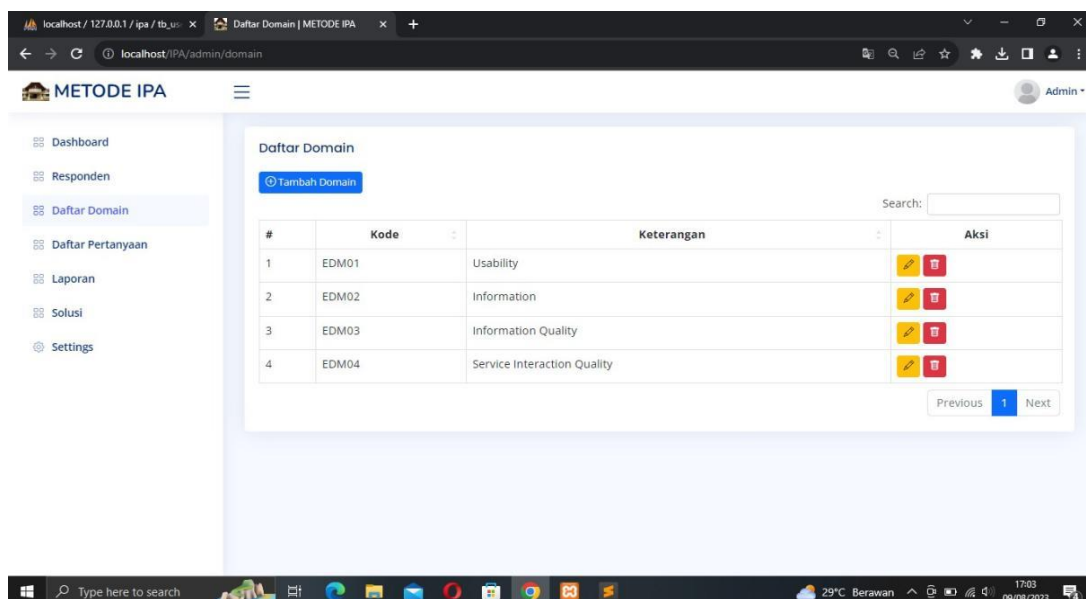 localhost / 127.0.0.1 / ipa / tb_us
Daftar Domain | METODE IPA
localhost/IPA/admin/domain
METODE IPA
Admin
Dashboard
Responden
Daftar Domain
Daftar Pertanyaan
Laporan
Solusi
Settings
Daftar Domain
Tambah Domain
Search:
# Kode Keterangan Aksi
1 EDM01 Usability
2 EDM02 Information
3 EDM03 Information Quality
4 EDM04 Service Interaction Quality
Previous 1 Next
Type here to search
29°C Berawan
17:03
09/08/2023